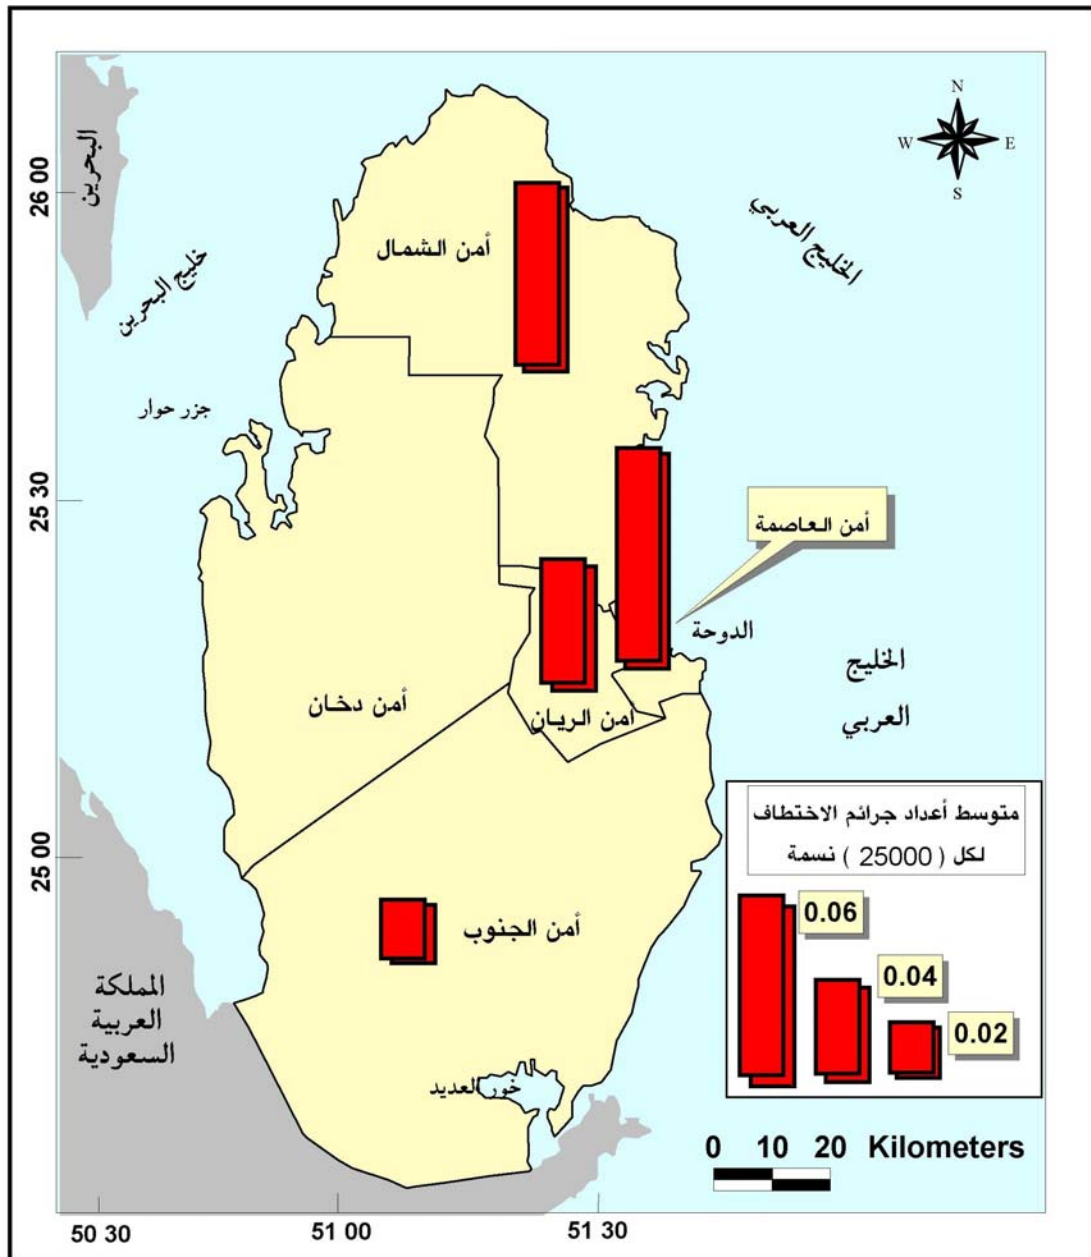 N
W E
S
البحرين
26 00
أمن الشمال
الخليج العربي
خليج البحرين
جزر حوار
25 30
أمن العاصمة
الدوحة
الخليج
العربي
أمن دخان
امن الريان
متوسط أعداد جرائم الاختطاف
لكل ( 25000 ) نسمة
0.06
0.04
0.02
25 00
أمن الجنوب
المملكة
العربية
السعودية
خور العديد
0 10 20 Kilometers
50 30
51 00
51 30